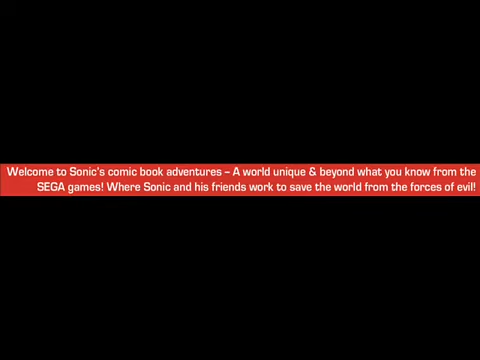 Welcome to Sonic's comic book adventures – A world unique & beyond what you know from the
SEGA games! Where Sonic and his friends work to save the world from the forces of evil!